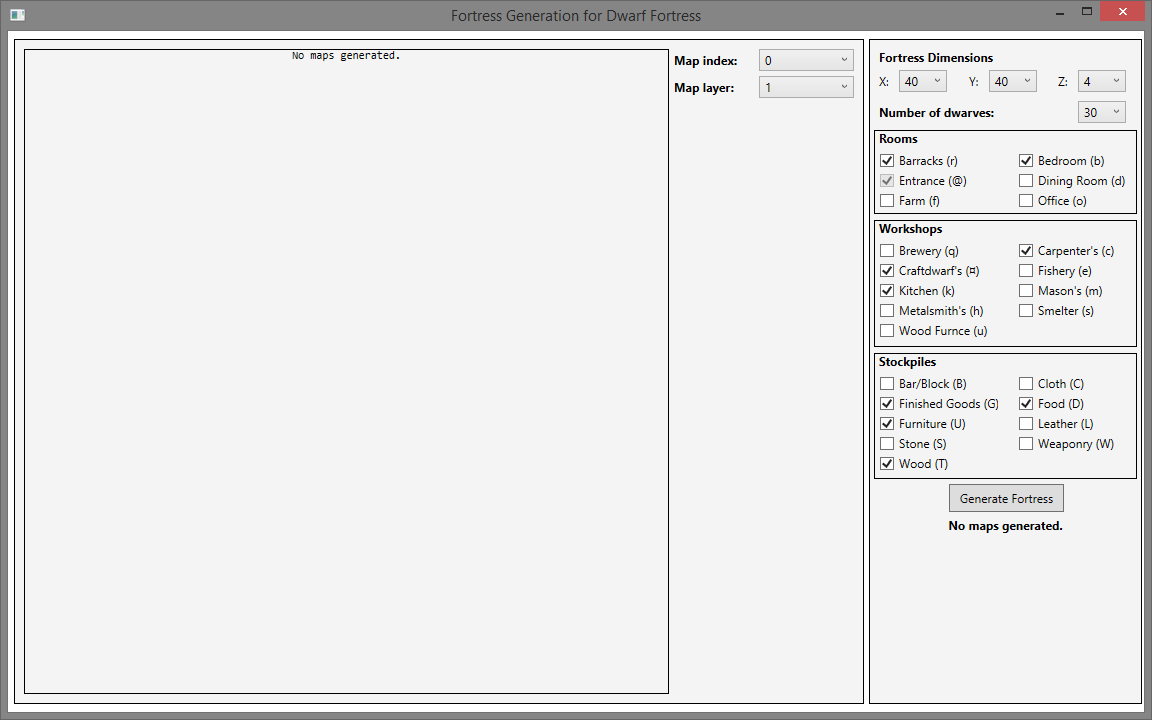 Fortress Generation for Dwarf Fortress
No maps generated.
Map index: 0
Map layer: 1
Fortress Dimensions
X: 40 Y: 40 Z: 4
Number of dwarves: 30
Rooms
Barracks (r) Bedroom (b)
Entrance (@) Dining Room (d)
Farm (f) Office (o)
Workshops
Brewery (q) Carpenter's (c)
Craftdwarf's (¤) Fishery (e)
Kitchen (k) Mason's (m)
Metalsmith's (h) Smelter (s)
Wood Furnce (u)
Stockpiles
Bar/Block (B) Cloth (C)
Finished Goods (G) Food (D)
Furniture (U) Leather (L)
Stone (S) Weaponry (W)
Wood (T)
Generate Fortress
No maps generated.